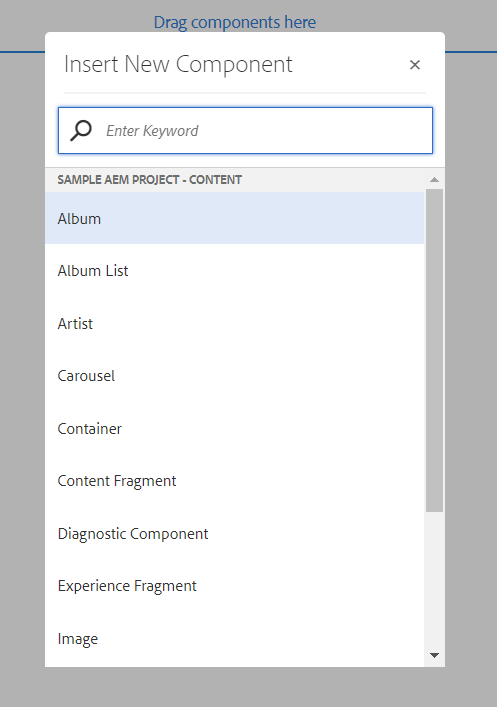 Drag components here
Insert New Component
×
Enter Keyword
SAMPLE AEM PROJECT - CONTENT
Album
Album List
Artist
Carousel
Container
Content Fragment
Diagnostic Component
Experience Fragment
Image